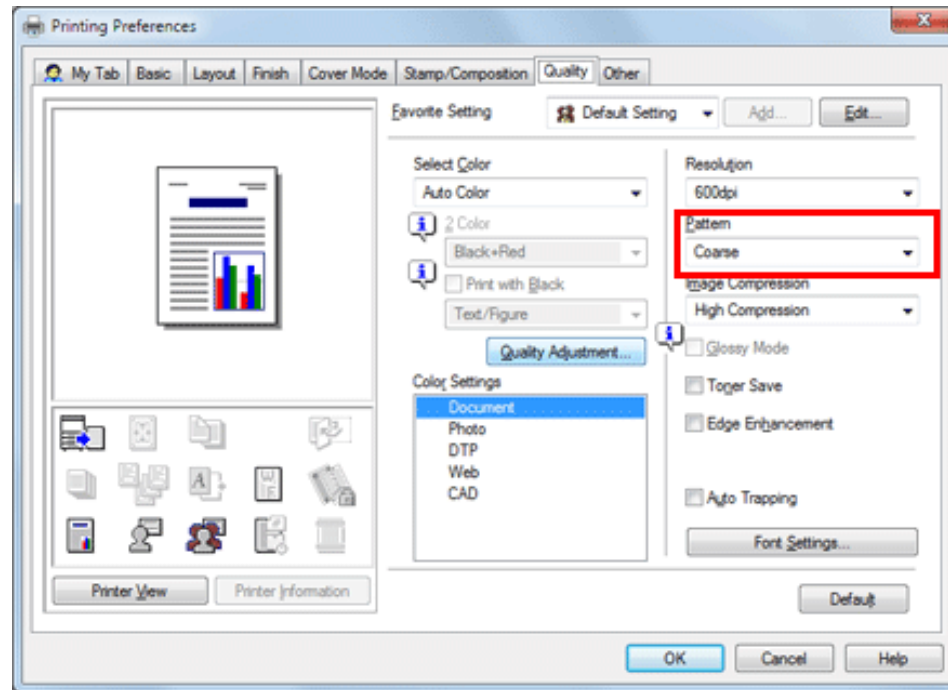 Printing Preferences
My Tab Basic Layout Finish Cover Mode Stamp/Composition Quality Other
Favorite Setting Default Setting Add... Edit...
Select Color
Auto Color
2 Color
Black+Red
Print with Black
Text/Figure
Quality Adjustment...
Color Settings
Document
Photo
DTP
Web
CAD
Resolution
600dpi
Pattern
Coarse
Image Compression
High Compression
Glossy Mode
Toner Save
Edge Enhancement
Auto Trapping
Font Settings...
Printer View Printer Information
Default
OK Cancel Help